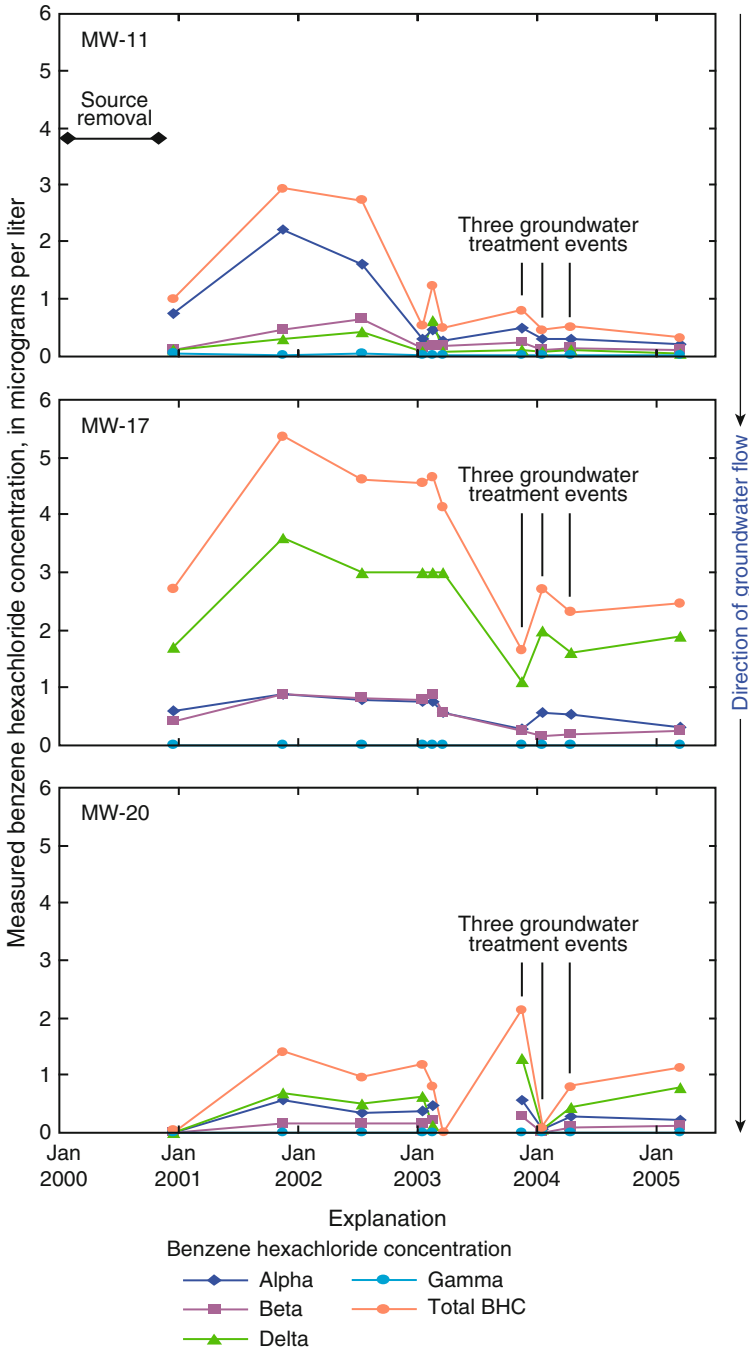 Measured benzene hexachloride concentration, in micrograms per liter
6
5
4
3
2
1
0
MW-11
Source
removal
Three groundwater
treatment events
6
5
4
3
2
1
0
MW-17
Three groundwater
treatment events
6
5
4
3
2
1
0
MW-20
Three groundwater
treatment events
Direction of groundwater flow
Jan Jan Jan Jan Jan Jan
2000 2001 2002 2003 2004 2005
Explanation
Benzene hexachloride concentration
Alpha Gamma
Beta Total BHC
Delta